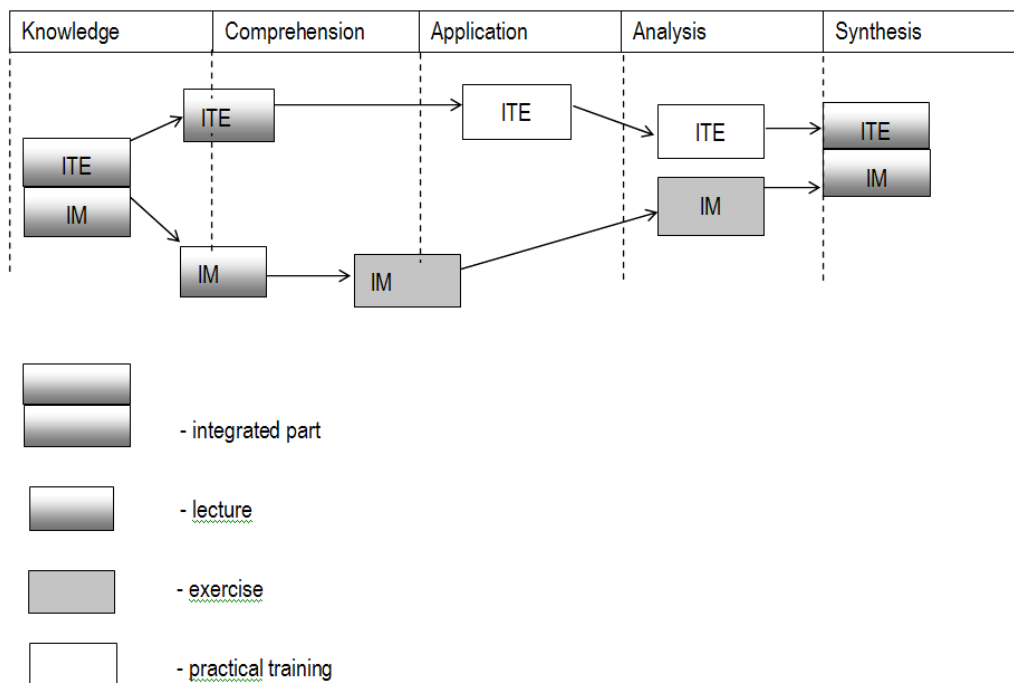 Knowledge Comprehension Application Analysis Synthesis
ITE ITE ITE ITE ITE
IM IM IM IM IM
- integrated part
- lecture
- exercise
- practical training